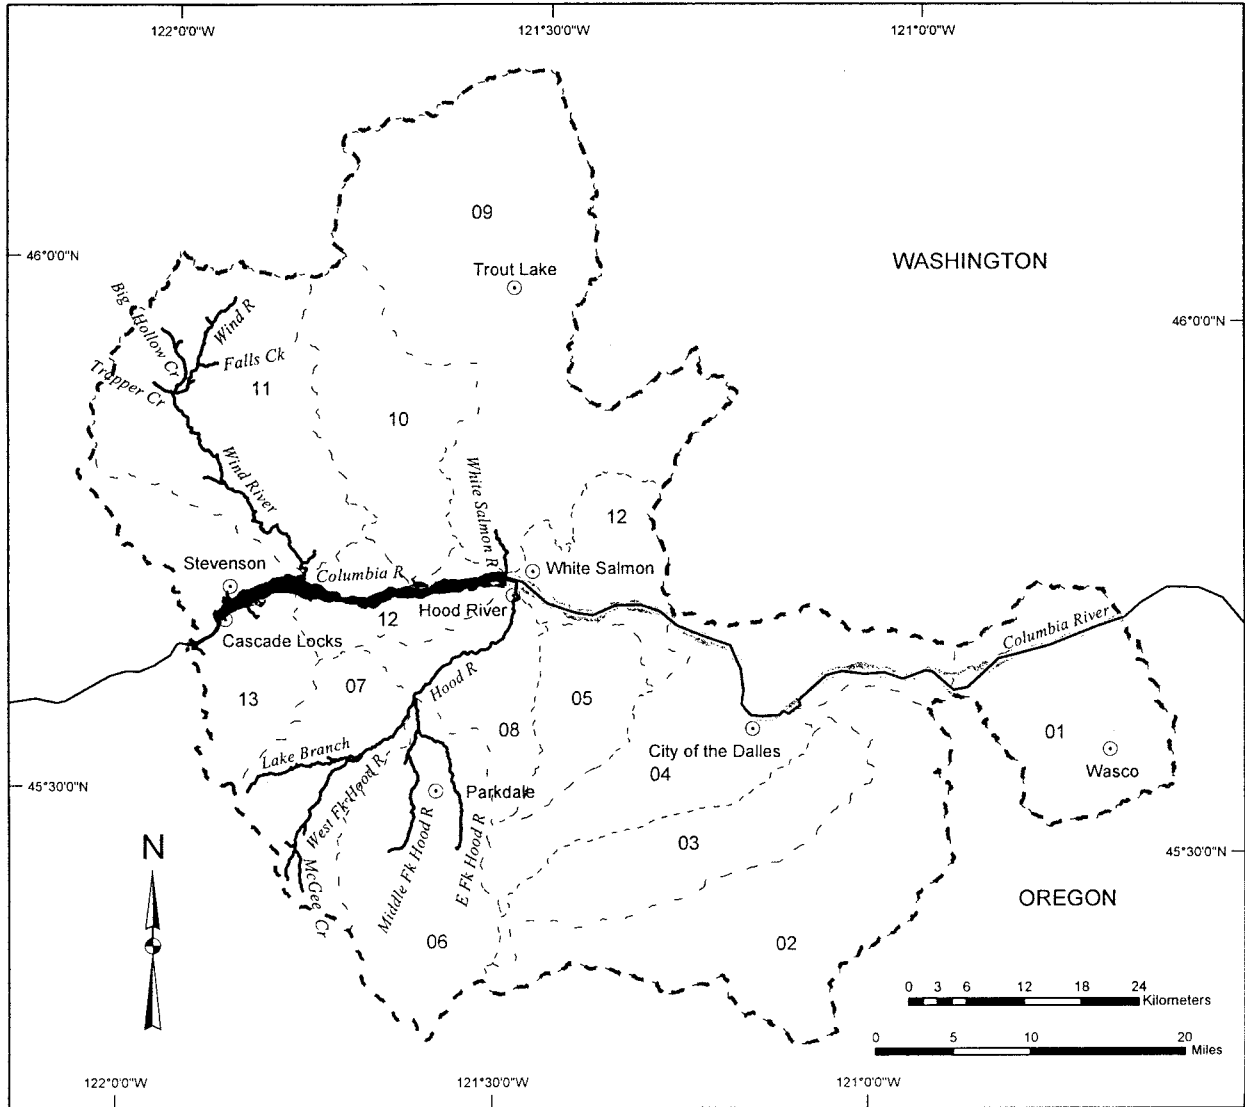 122°0'0"W
121°30'0"W
121°0'0"W
09
46°0'0"N
WASHINGTON
Trout Lake
Big Hollow Cr
Wind R
46°0'0"N
Falls Ck
Trapper Cr
11
10
Wind River
White Salmon R
12
Stevenson
Columbia R
White Salmon
Hood River
12
Columbia River
Cascade Locks
Hood R
07
13
05
08
01
Lake Branch
City of the Dalles
04
Wasco
45°30'0"N
West Fk Hood R
Parkdale
03
45°30'0"N
N
Middle Fk Hood R
E Fk Hood R
McGee Cr
OREGON
06
02
0 3 6 12 18 24
Kilometers
0 5 10 20
Miles
122°0'0"W
121°30'0"W
121°0'0"W